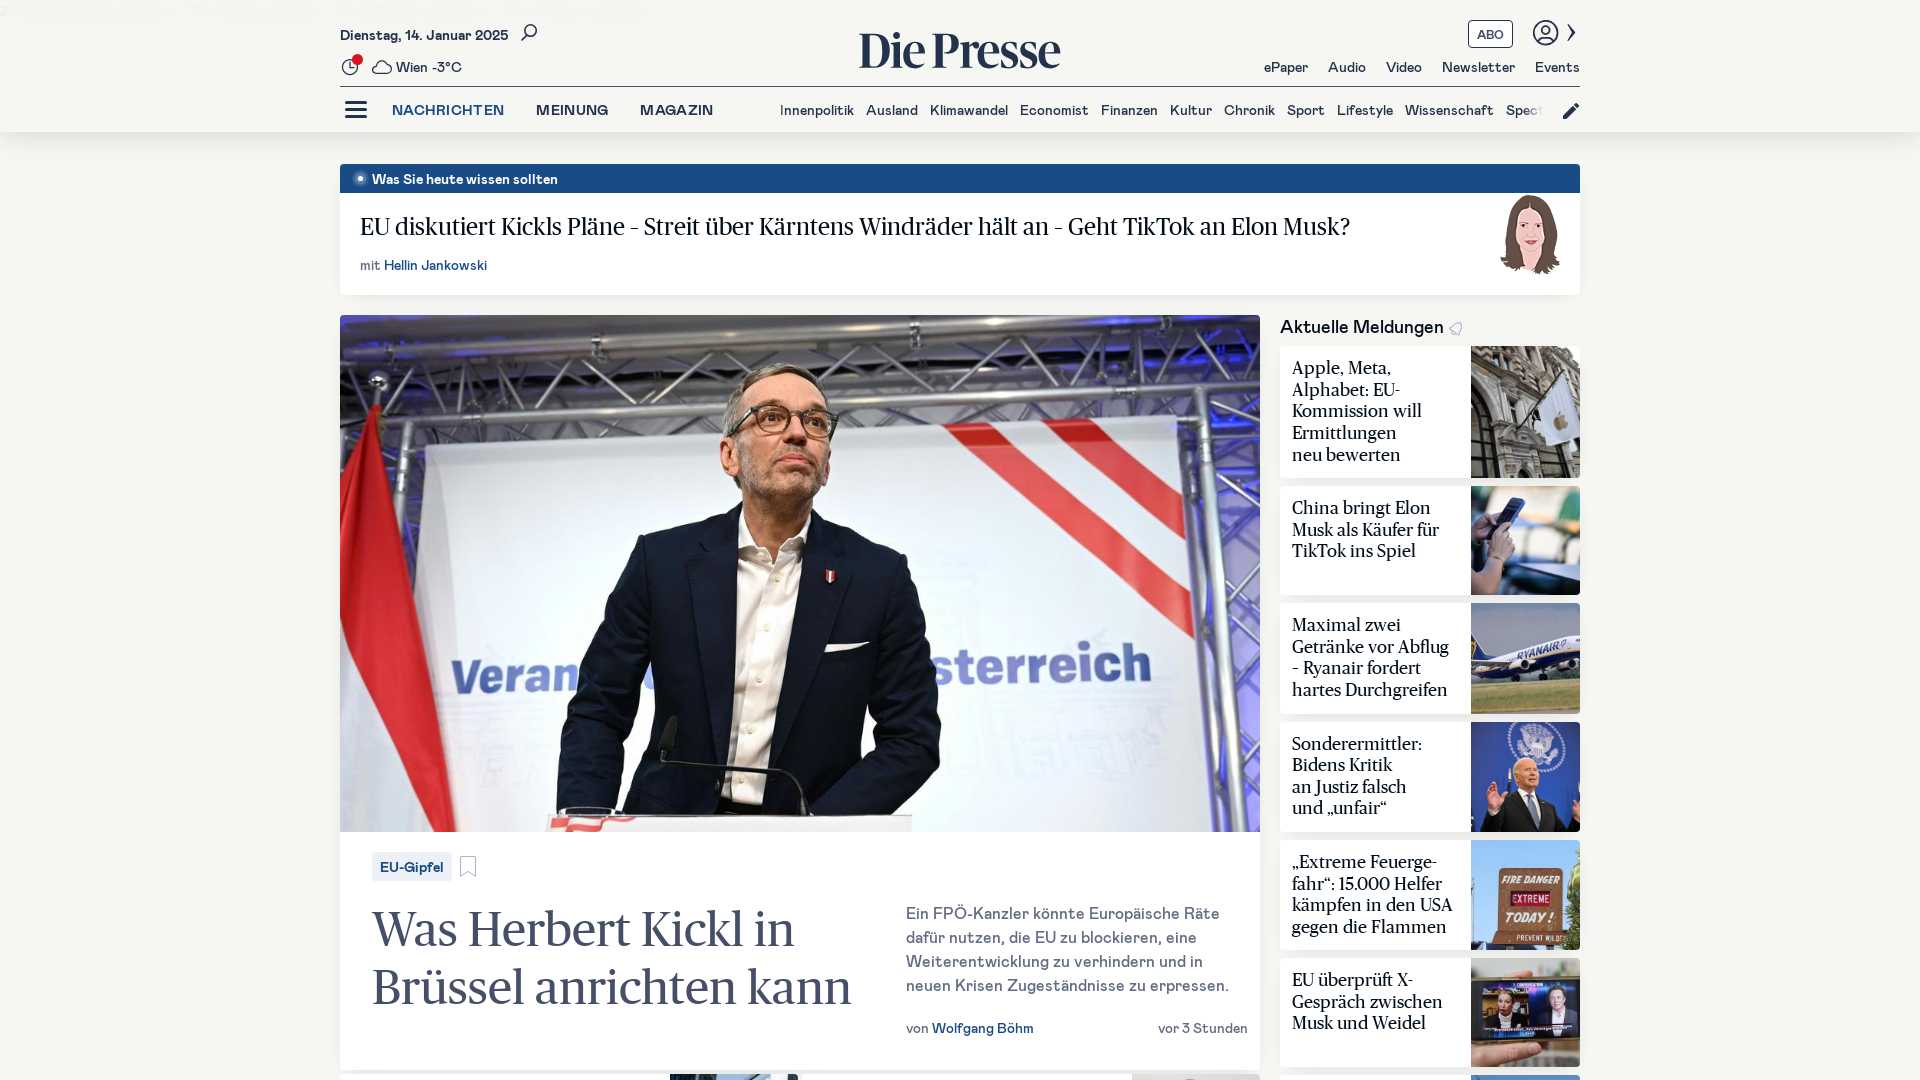 Dienstag, 14. Januar 2025
Wien -3°C
Die Presse
ABO
ePaper Audio Video Newsletter Events
NACHRICHTEN MEINUNG MAGAZIN
Innenpolitik Ausland Klimawandel Economist Finanzen Kultur Chronik Sport Lifestyle Wissenschaft Spect
Was Sie heute wissen sollten
EU diskutiert Kickls Pläne – Streit über Kärntens Windräder hält an – Geht TikTok an Elon Musk?
mit Hellin Jankowski
Veran sterreich
EU-Gipfel
Was Herbert Kickl in
Brüssel anrichten kann
Ein FPÖ-Kanzler könnte Europäische Räte
dafür nutzen, die EU zu blockieren, eine
Weiterentwicklung zu verhindern und in
neuen Krisen Zugeständnisse zu erpressen.
von Wolfgang Böhm
vor 3 Stunden
Aktuelle Meldungen
Apple, Meta,
Alphabet: EU-
Kommission will
Ermittlungen
neu bewerten
China bringt Elon
Musk als Käufer für
TikTok ins Spiel
Maximal zwei
Getränke vor Abflug
– Ryanair fordert
hartes Durchgreifen
RYANAIR
Sonderermittler:
Bidens Kritik
an Justiz falsch
und „unfair“
„Extreme Feuerge-
fahr“: 15.000 Helfer
kämpfen in den USA
gegen die Flammen
FIRE DANGER
EXTREME
TODAY!
PREVENT WILD
EU überprüft X-
Gespräch zwischen
Musk und Weidel